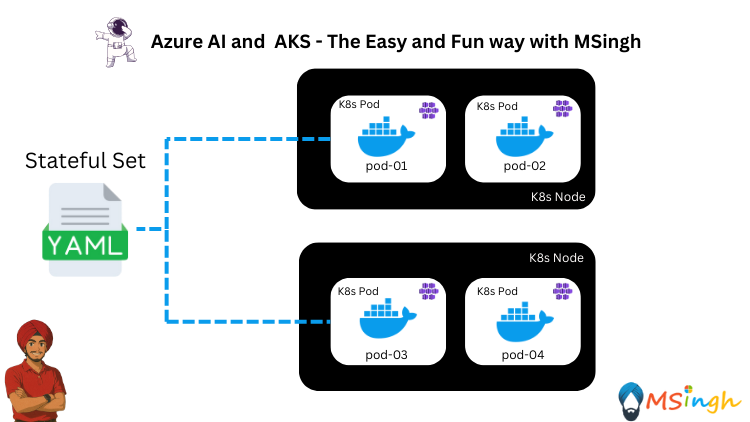 Azure AI and AKS - The Easy and Fun way with MSingh
K8s Pod
K8s Pod
pod-01
pod-02
K8s Node
Stateful Set
YAML
K8s Node
K8s Pod
K8s Pod
pod-03
pod-04
MSingh